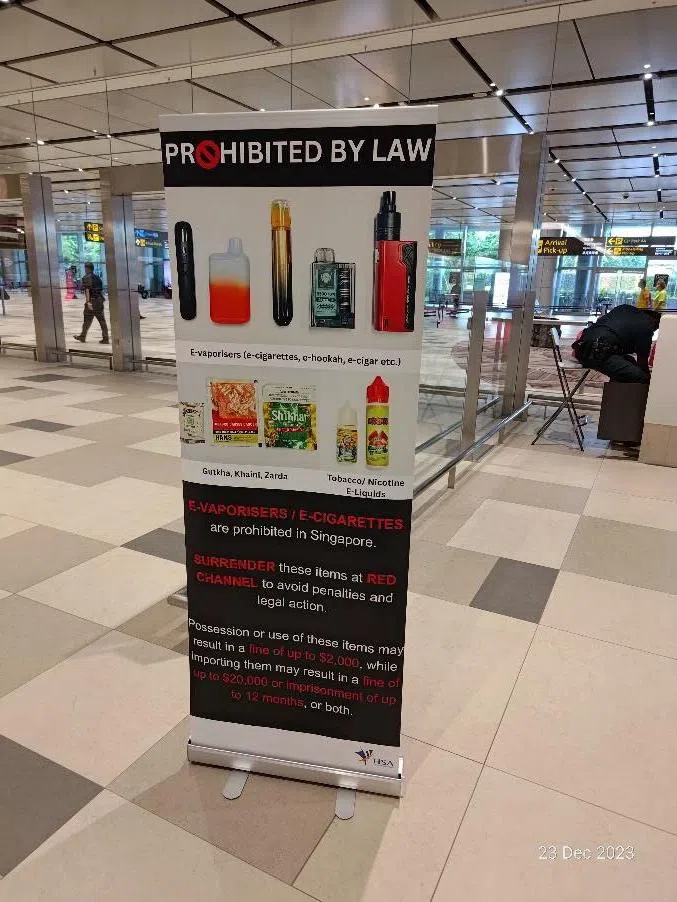 PROHIBITED BY LAW
E-vaporisers (e-cigarettes, e-hookah, e-cigar etc.)
HANS
Shikhar
Gutkha, Khaini, Zarda
Tobacco/ Nicotine
E-Liquids
E-VAPORISERS / E-CIGARETTES
are prohibited in Singapore.
SURRENDER these items at RED
CHANNEL to avoid penalties and
legal action.
Possession or use of these items may
result in a fine of up to $2,000, while
importing them may result in a fine of
up to $20,000 or imprisonment of up
to 12 months, or both.
HSA
Arrival
Pick-up
23 Dec 2023